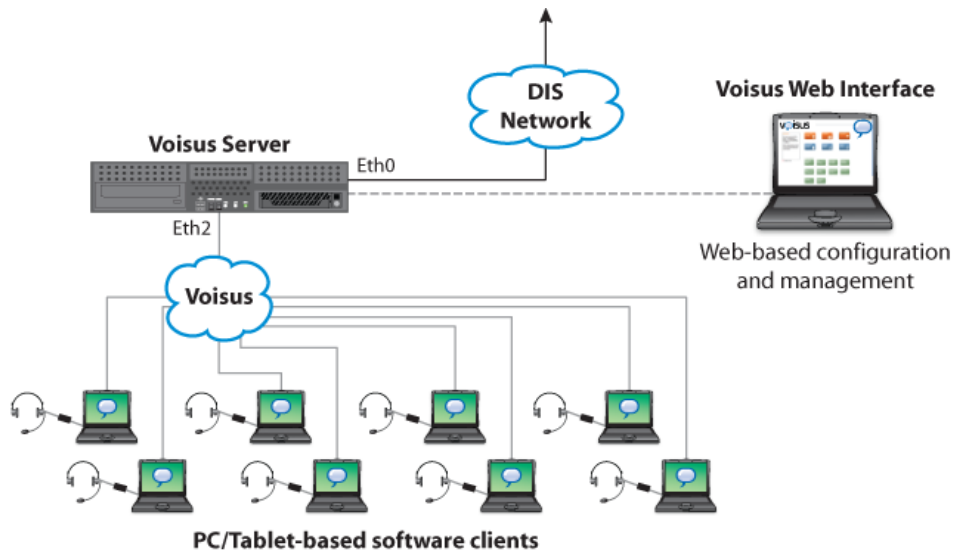 DIS
Network
Voisus Web Interface
Voisus Server
Eth0
voisus
Eth2
Web-based configuration
and management
Voisus
PC/Tablet-based software clients